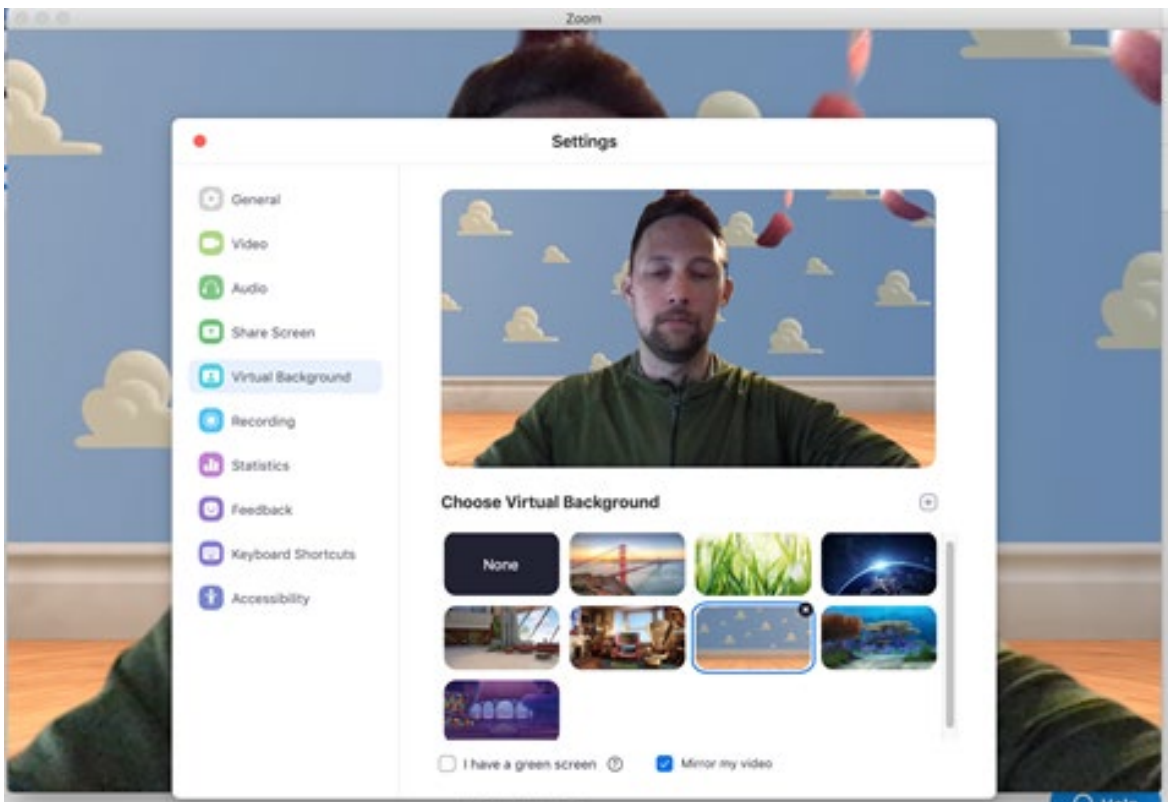 Zoom
Settings
General
Video
Audio
Share Screen
Virtual Background
Recording
Statistics
Feedback
Keyboard Shortcuts
Accessibility
Choose Virtual Background
None
I have a green screen
Mirror my video